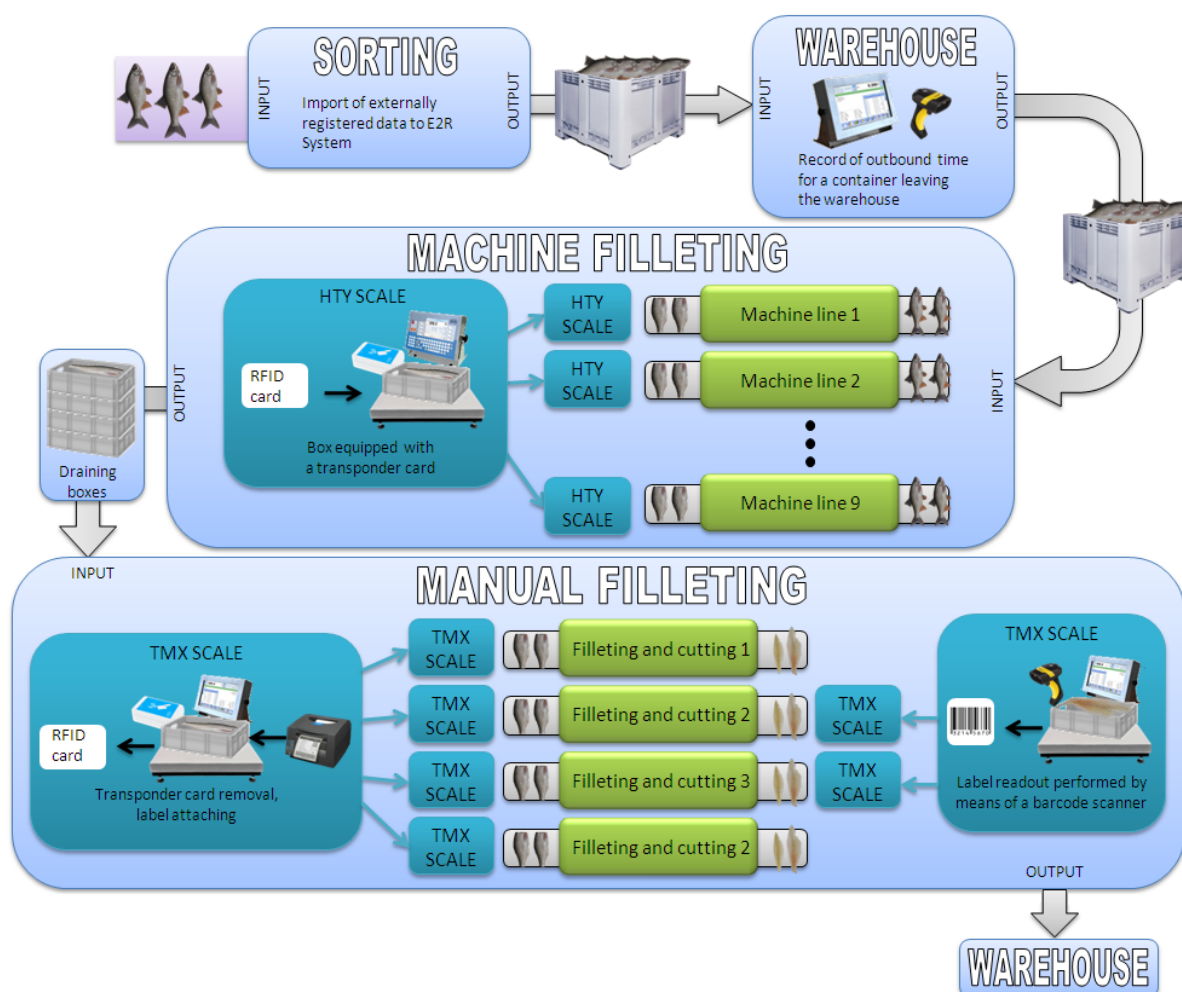 SORTING
INPUT
Import of externally
registered data to E2R
System
OUTPUT
WAREHOUSE
INPUT
Record of outbound time
for a container leaving
the warehouse
OUTPUT
MACHINE FILLETING
INPUT
HTY SCALE
RFID
card
Box equipped with
a transponder card
HTY
SCALE
Machine line 1
HTY
SCALE
Machine line 2
HTY
SCALE
Machine line 9
OUTPUT
Draining
boxes
INPUT
MANUAL FILLETING
TMX SCALE
RFID
card
Transponder card removal,
label attaching
TMX
SCALE
Filleting and cutting 1
TMX
SCALE
Filleting and cutting 2
TMX
SCALE
TMX
SCALE
Filleting and cutting 3
TMX
SCALE
TMX
SCALE
Filleting and cutting 2
TMX SCALE
Label readout performed by
means of a barcode scanner
OUTPUT
WAREHOUSE